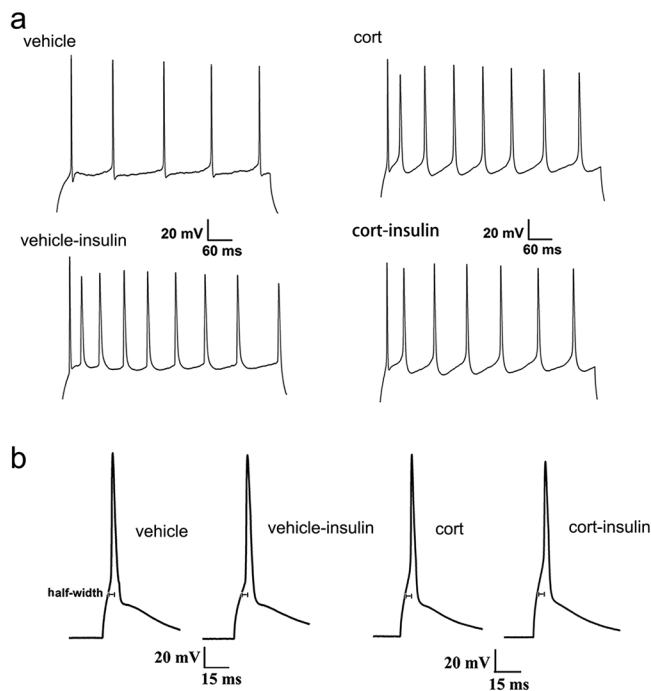 a
vehicle
cort
20 mV
60 ms
20 mV
60 ms
vehicle-insulin
cort-insulin
b
vehicle
vehicle-insulin
cort
cort-insulin
half-width
20 mV
15 ms
20 mV
15 ms